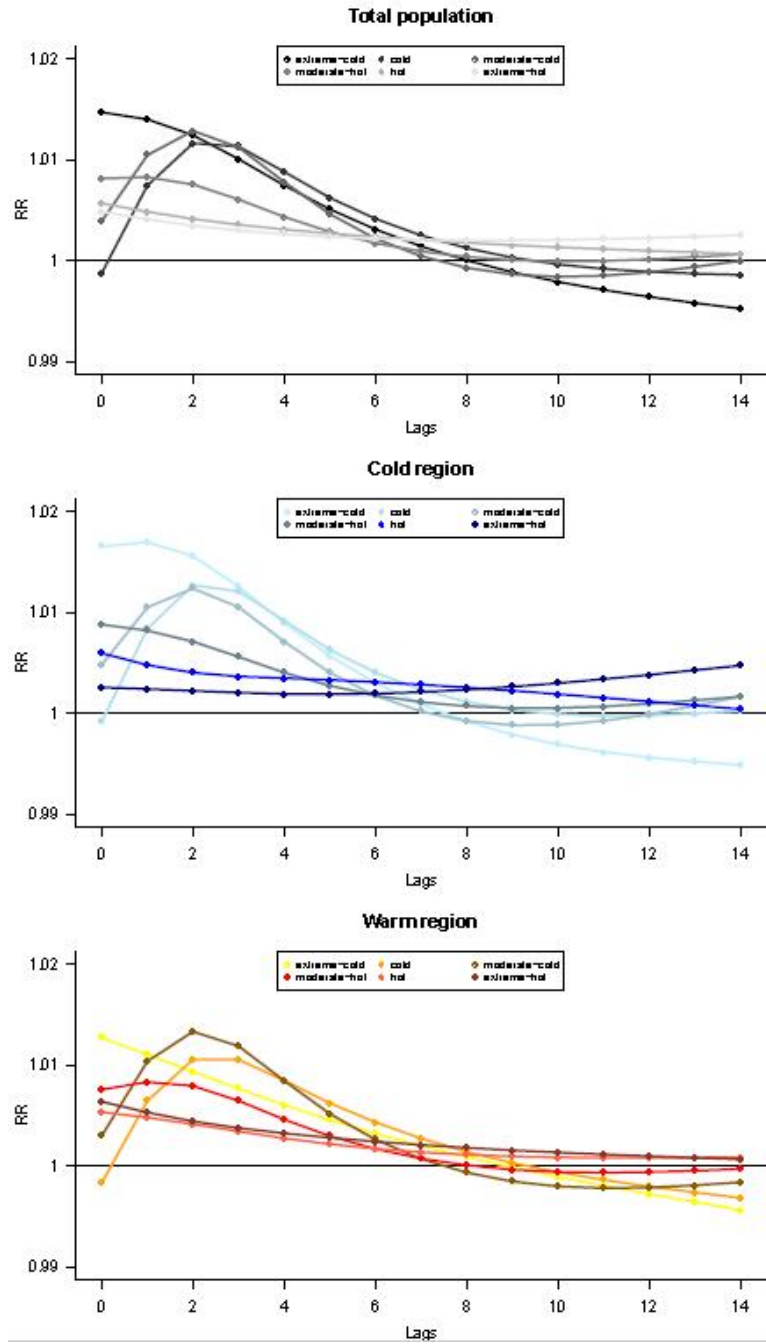 Total population
extreme-cold cold moderate-cold
moderate-hot hot extreme-hot
1.02
1.01
1
0.99
RR
0 2 4 6 8 10 12 14
Lags
Cold region
extreme-cold cold moderate-cold
moderate-hot hot extreme-hot
1.02
1.01
1
0.99
RR
0 2 4 6 8 10 12 14
Lags
Warm region
extreme-cold cold moderate-cold
moderate-hot hot extreme-hot
1.02
1.01
1
0.99
RR
0 2 4 6 8 10 12 14
Lags